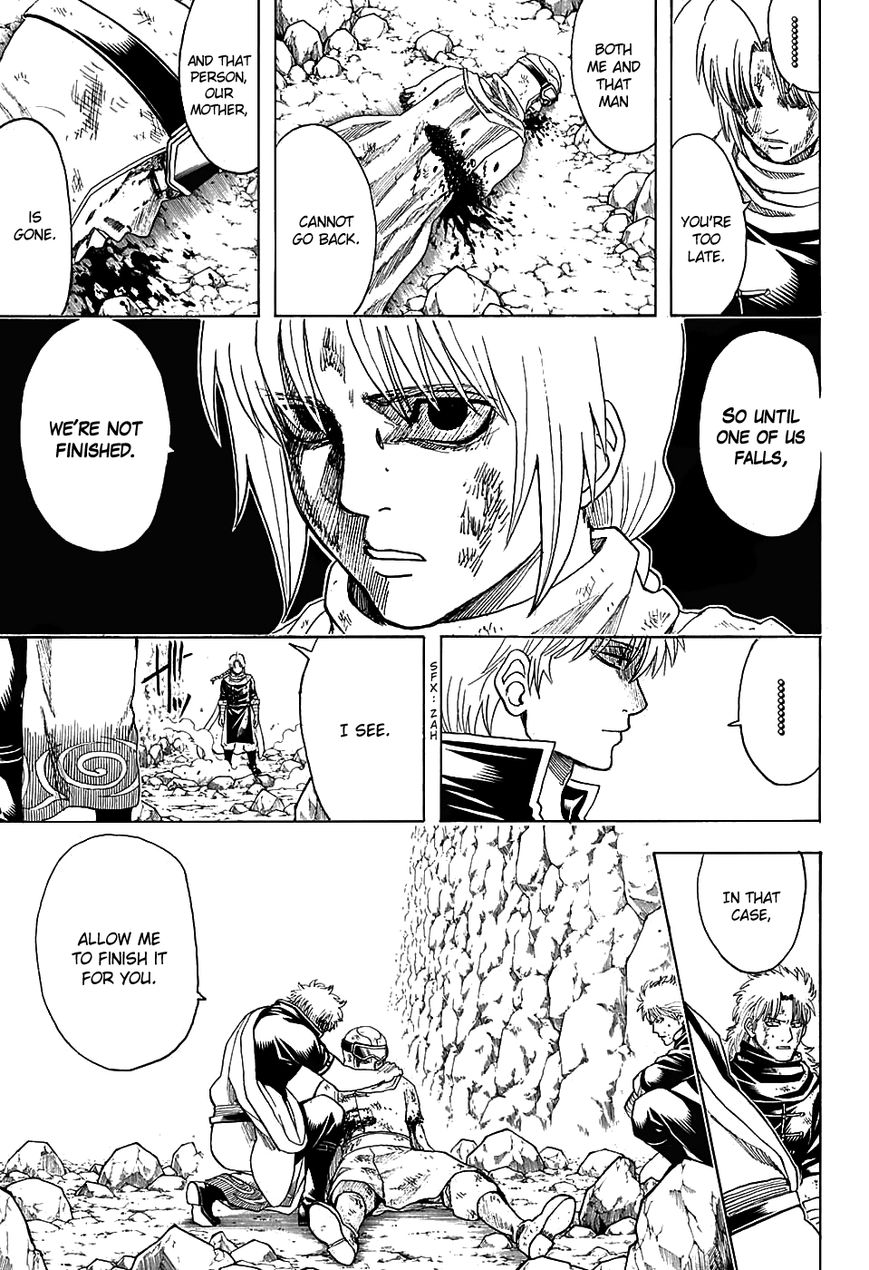 ..........
YOU'RE
TOO
LATE.
BOTH
ME AND
THAT
MAN
CANNOT
GO BACK.
AND THAT
PERSON,
OUR
MOTHER,
IS
GONE.
SO UNTIL
ONE OF US
FALLS,
WE'RE NOT
FINISHED.
..........
SFX: ZAH
I SEE.
IN THAT
CASE,
ALLOW ME
TO FINISH IT
FOR YOU.